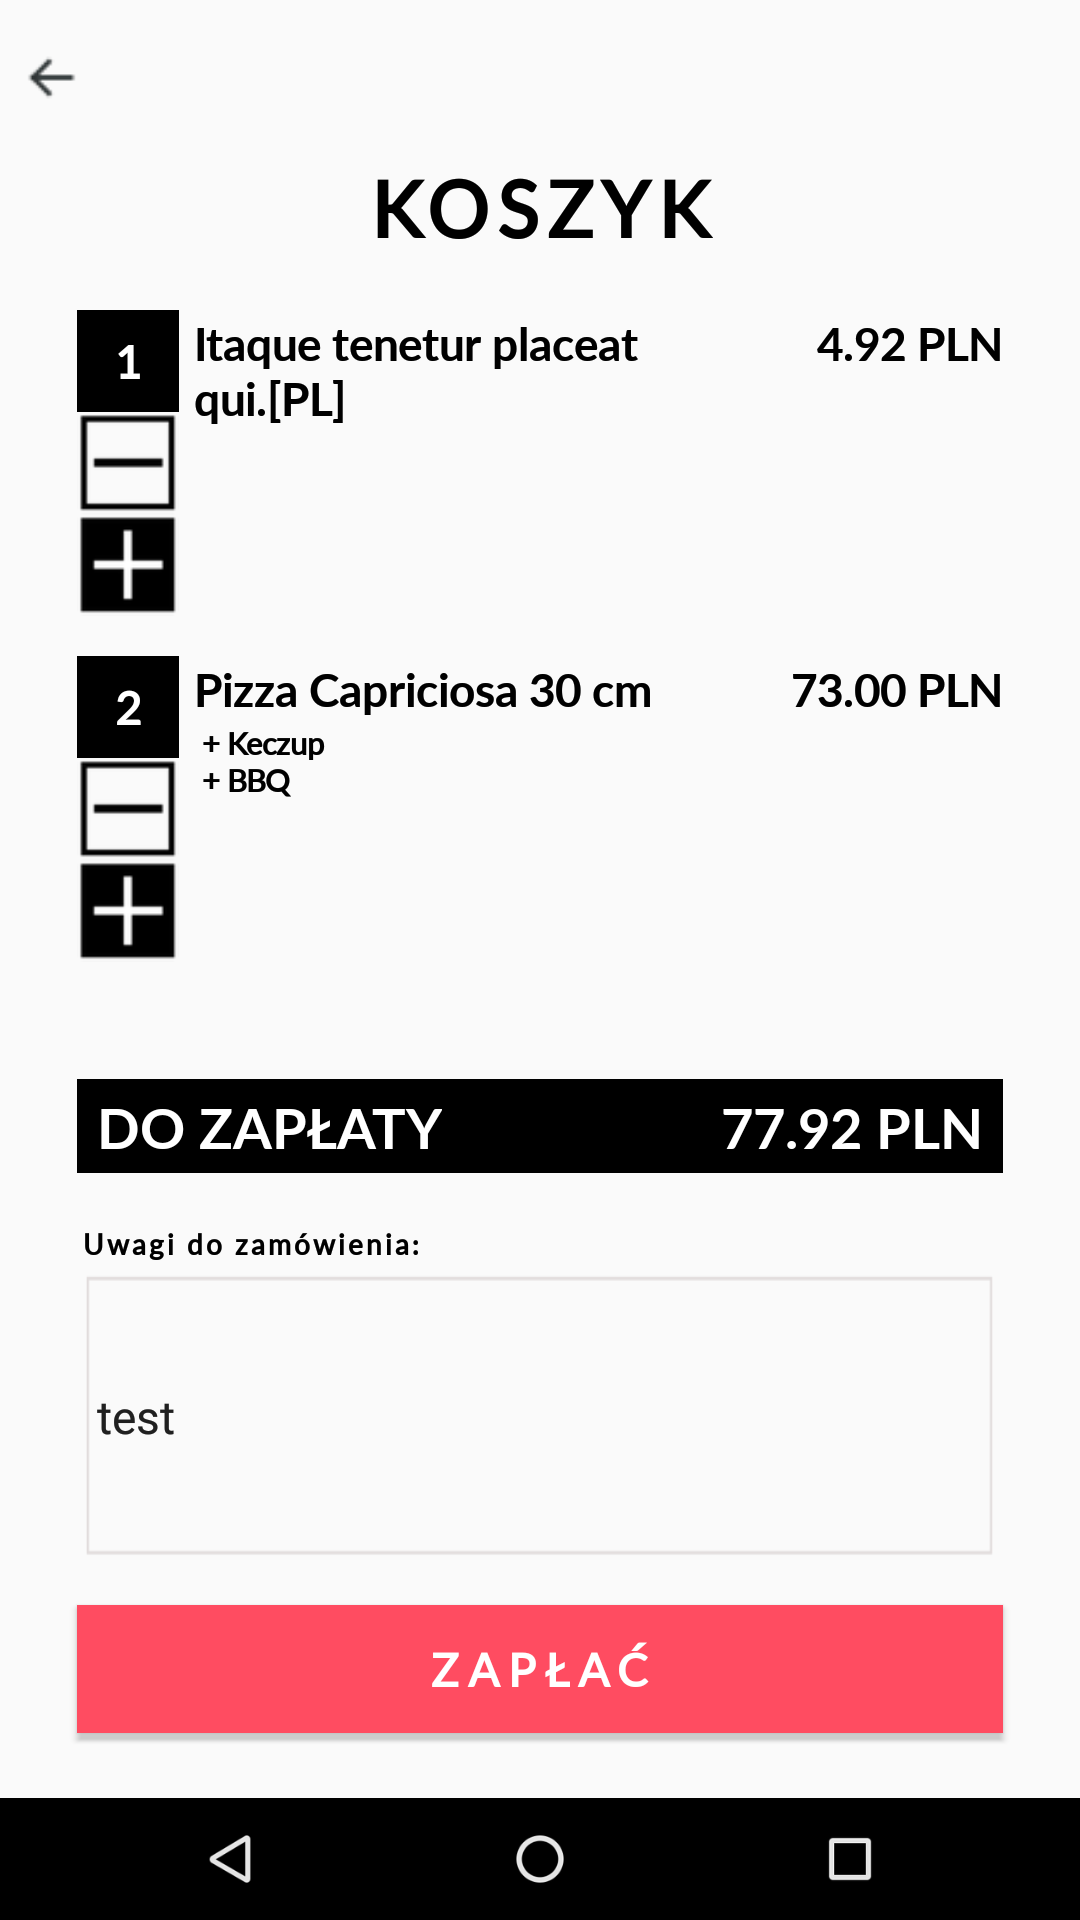 KOSZYK
1 Itaque tenetur placeat 4.92 PLN
qui.[PL]
2 Pizza Capriciosa 30 cm 73.00 PLN
+ Keczup
+ BBQ
DO ZAPŁATY 77.92 PLN
Uwagi do zamówienia:
test
ZAPŁAĆ